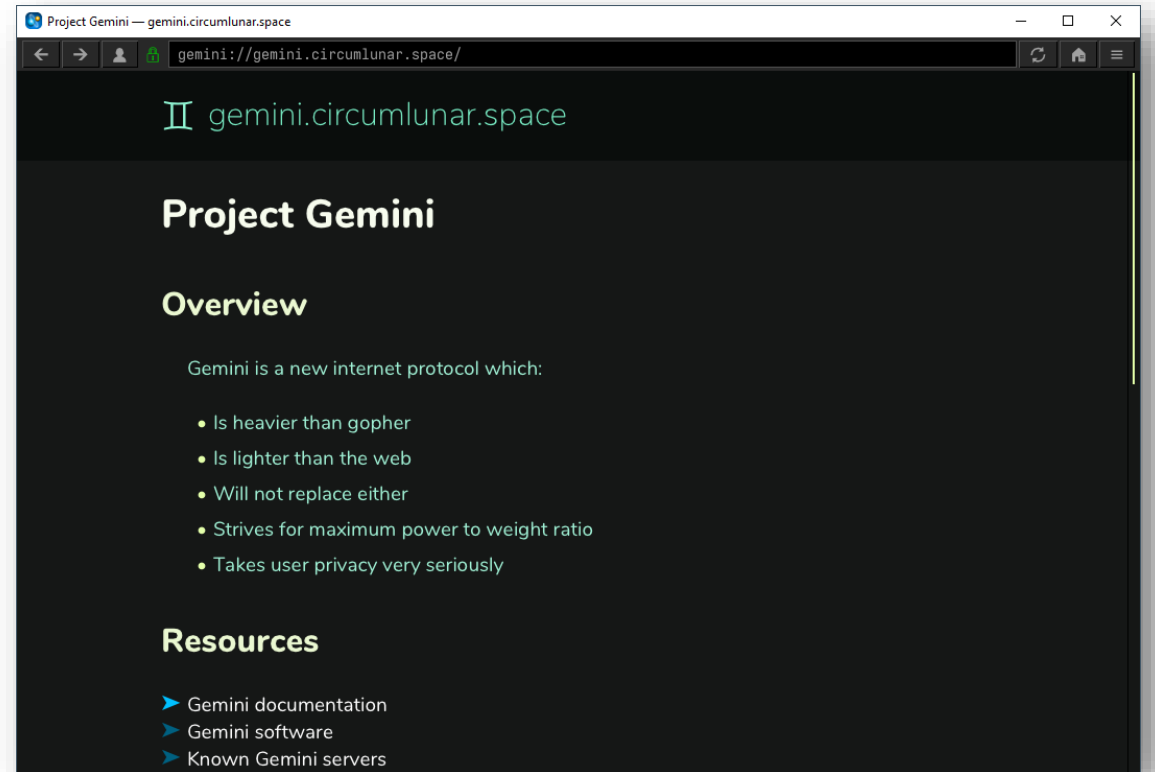 Project Gemini — gemini.circumlunar.space
gemini://gemini.circumlunar.space/
♊ gemini.circumlunar.space
Project Gemini
Overview
Gemini is a new internet protocol which:
• Is heavier than gopher
• Is lighter than the web
• Will not replace either
• Strives for maximum power to weight ratio
• Takes user privacy very seriously
Resources
➤ Gemini documentation
➤ Gemini software
➤ Known Gemini servers